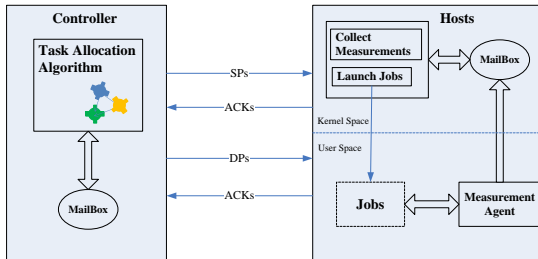 Controller
Task Allocation
Algorithm
MailBox
SPs
ACKs
DPs
ACKs
Hosts
Collect
Measurements
Launch Jobs
MailBox
Kernel Space
User Space
Jobs
Measurement
Agent